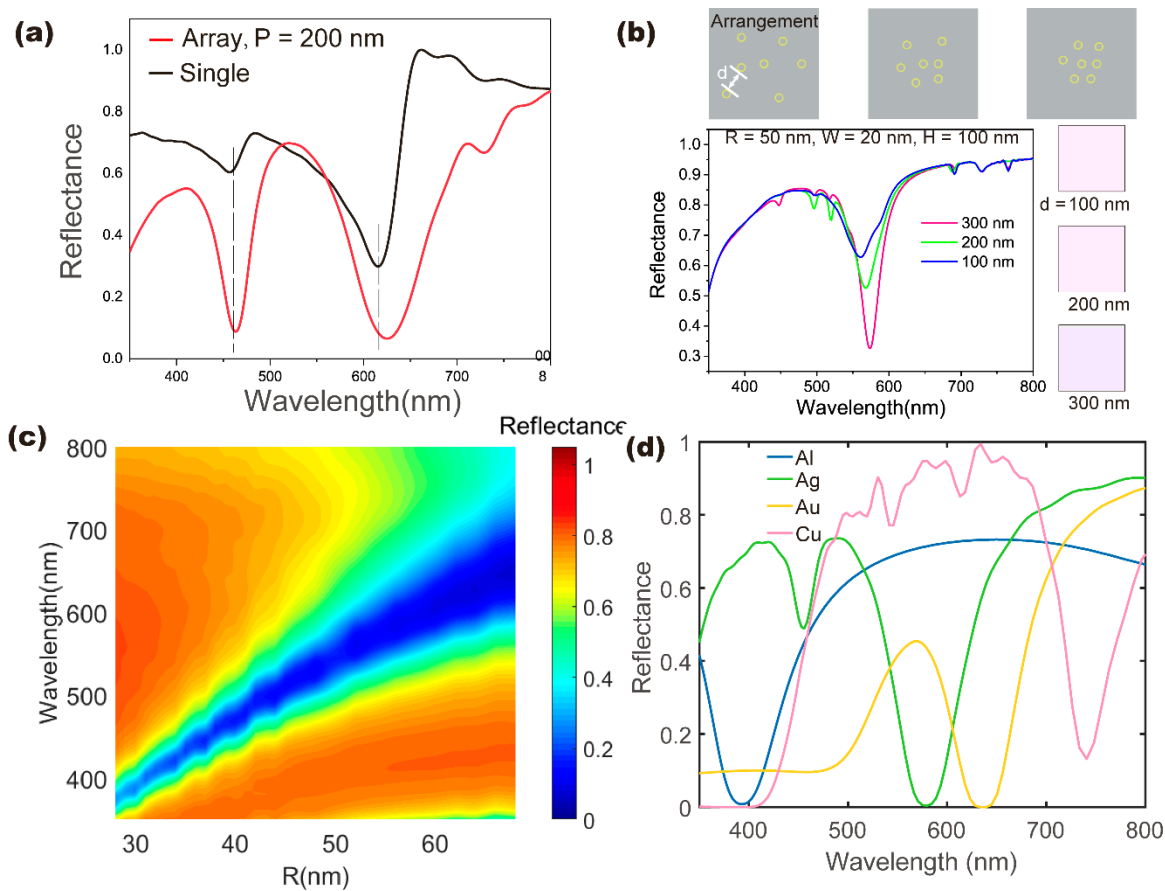 (a)
Array, P = 200 nm
Single
1.0
0.8
0.6
0.4
0.2
0.0
Reflectance
400
500
600
700
8
00
Wavelength(nm)
(b)
Arrangement
d
R = 50 nm, W = 20 nm, H = 100 nm
1.0
0.9
0.8
0.7
0.6
0.5
0.4
0.3
Reflectance
300 nm
200 nm
100 nm
400
500
600
700
800
Wavelength(nm)
d =100 nm
200 nm
300 nm
(c)
Reflectance
800
700
600
500
400
Wavelength(nm)
30
40
50
60
R(nm)
1
0.8
0.6
0.4
0.2
0
(d)
Al
Ag
Au
Cu
1
0.8
0.6
0.4
0.2
0
Reflectance
400
500
600
700
800
Wavelength (nm)